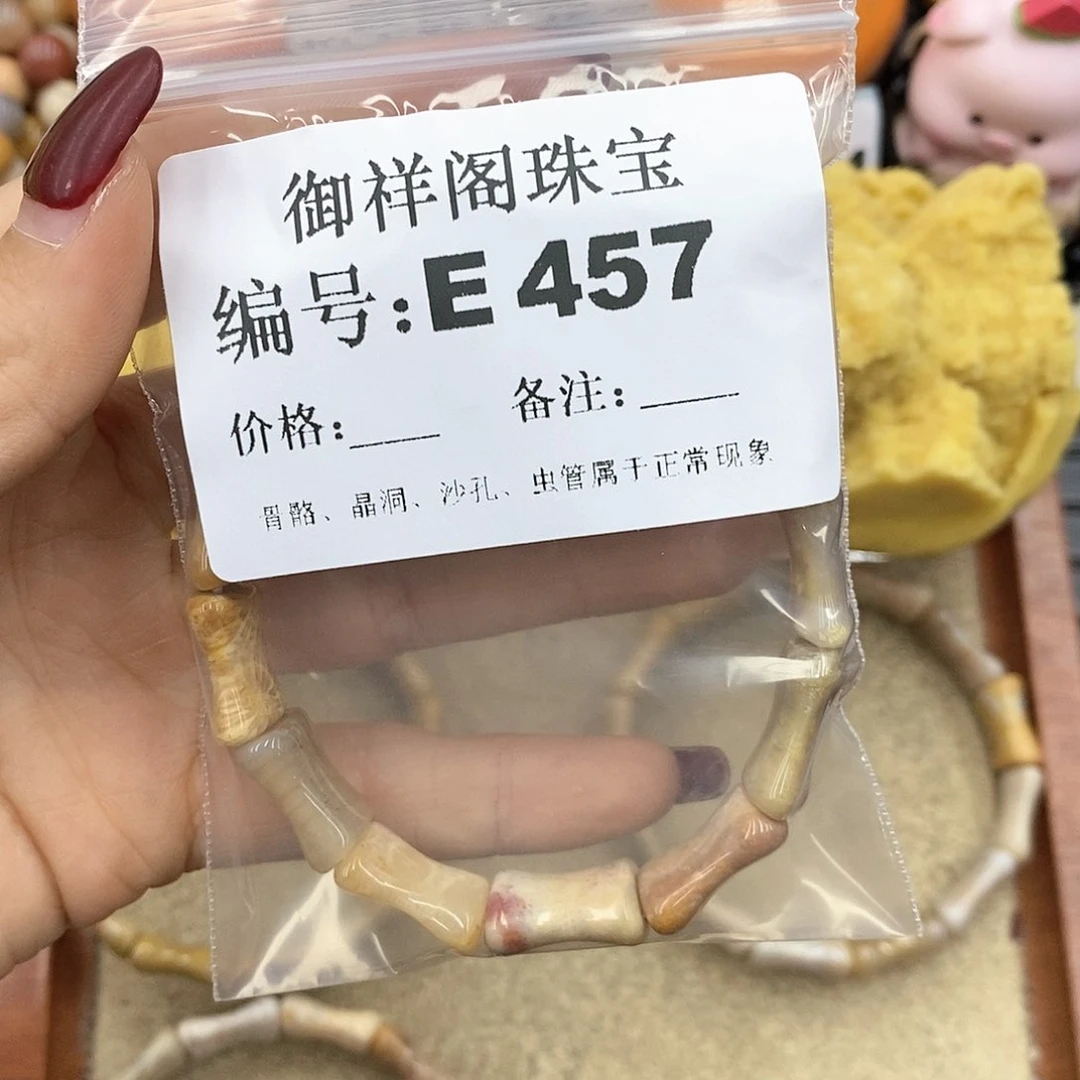 御祥阁珠宝
编号:E 457
价格:____ 备注:____
骨骼、晶洞、沙孔、虫管属于正常现象